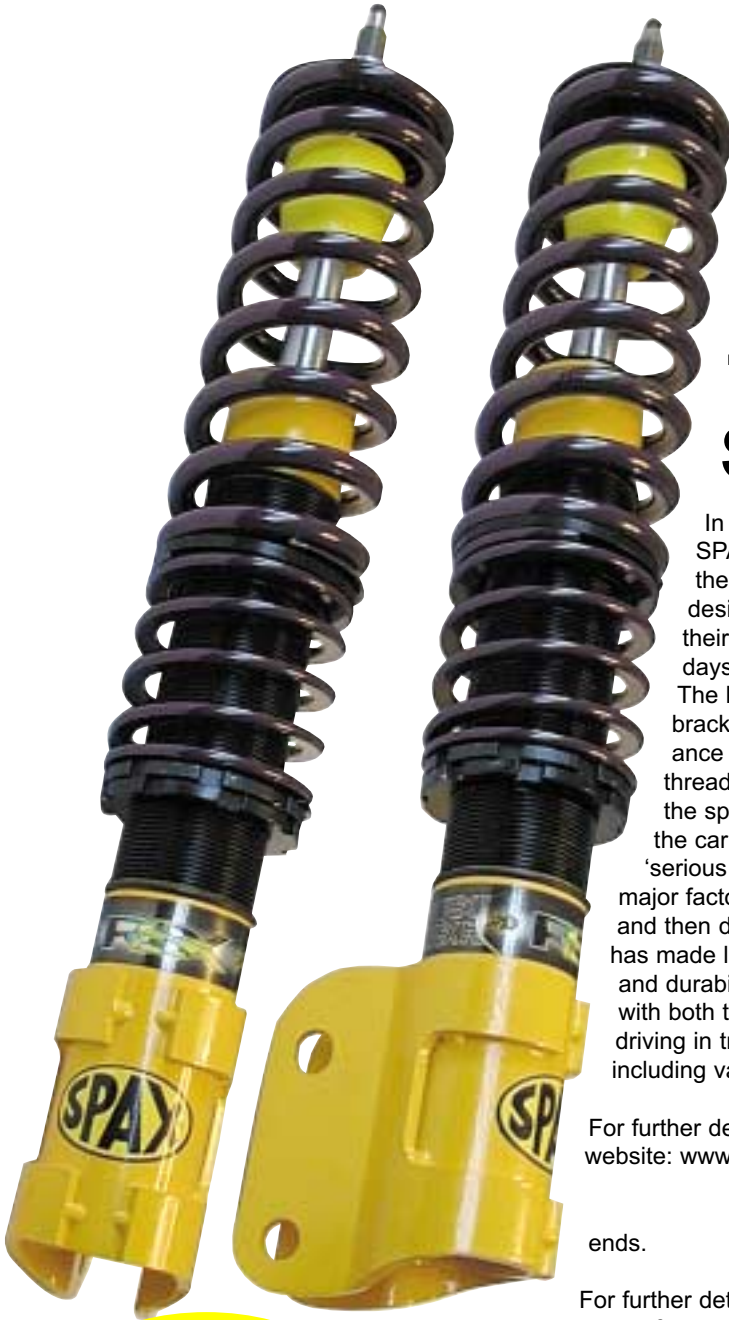 S
In
SPA
the
desi
their
days
The
brack
ance
thread
the sp
the car
'serious
major facto
and then d
has made l
and durabi
with both t
driving in tr
including va
For further de
website: www
ends.
For further det
SPAX
SP